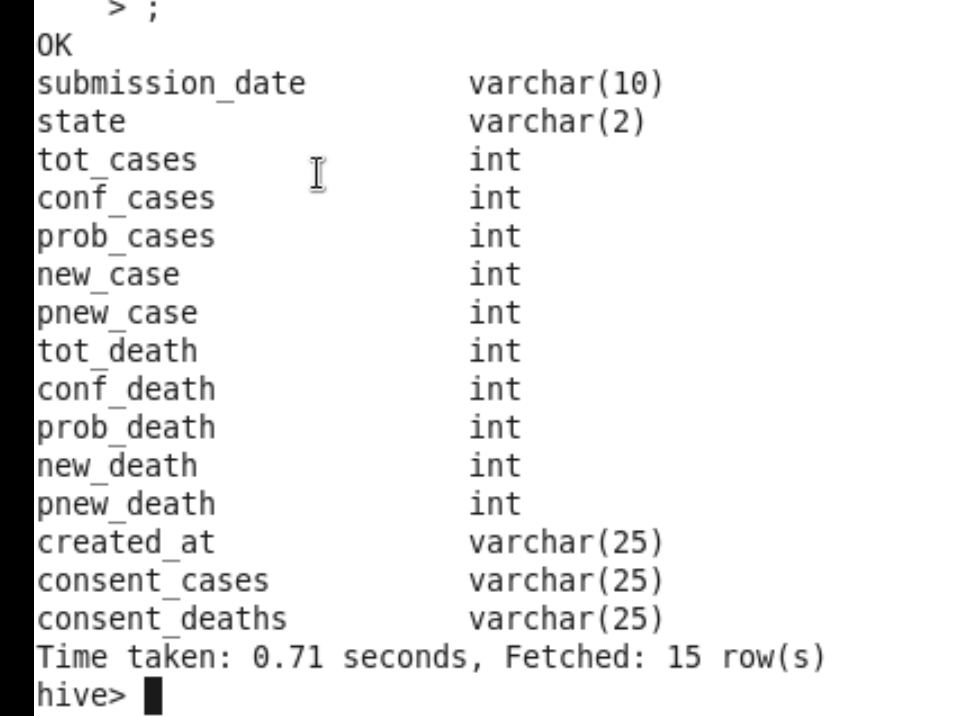 > ;
OK
submission_date varchar(10)
state varchar(2)
tot_cases int
conf_cases int
prob_cases int
new_case int
pnew_case int
tot_death int
conf_death int
prob_death int
new_death int
pnew_death int
created_at varchar(25)
consent_cases varchar(25)
consent_deaths varchar(25)
Time taken: 0.71 seconds, Fetched: 15 row(s)
hive>